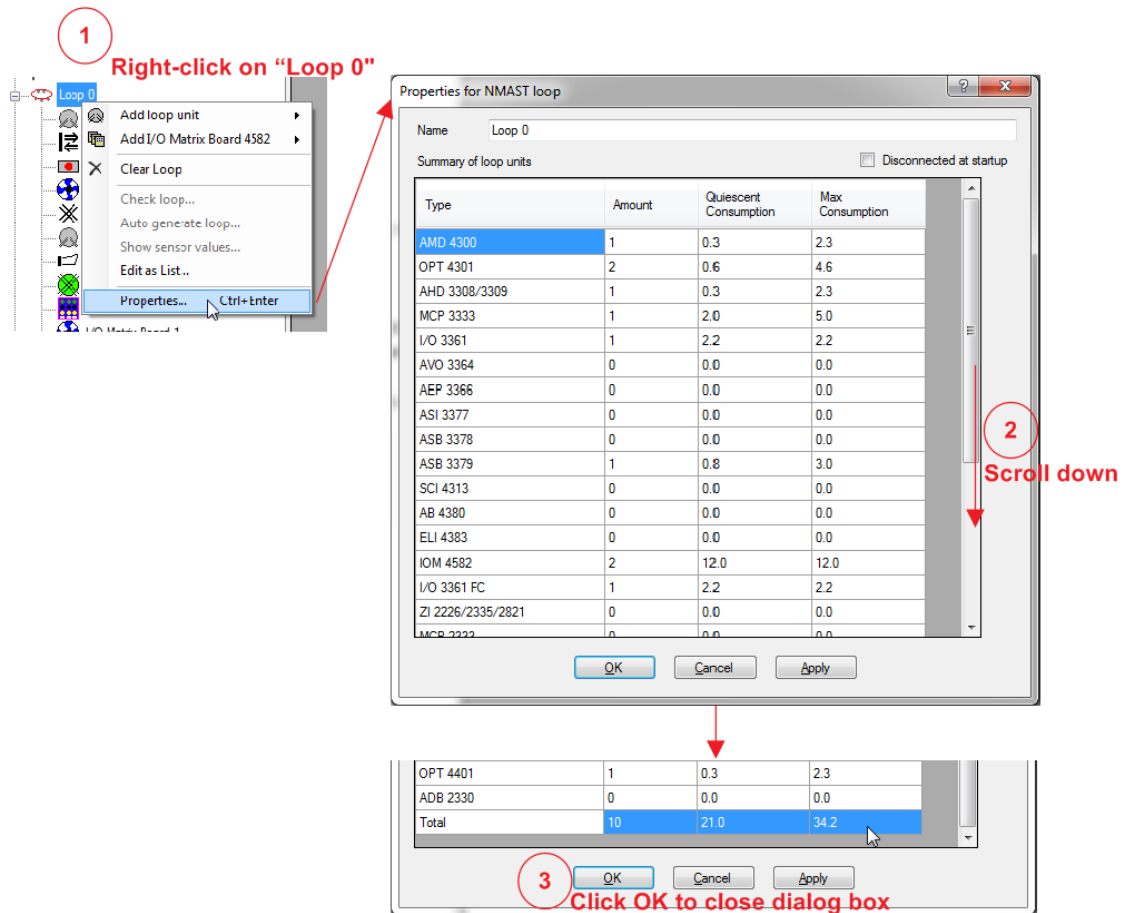 1
Right-click on “Loop 0"
Loop 0
Add loop unit
Add I/O Matrix Board 4582
Clear Loop
Check loop...
Auto generate loop...
Show sensor values...
Edit as List...
Properties... Ctrl+Enter
I/O Matrix Board 1
Properties for NMAST loop
Name Loop 0
Summary of loop units Disconnected at startup
Type Amount Quiescent Consumption Max Consumption
AMD 4300 1 0.3 2.3
OPT 4301 2 0.6 4.6
AHD 3308/3309 1 0.3 2.3
MCP 3333 1 2.0 5.0
I/O 3361 1 2.2 2.2
AVO 3364 0 0.0 0.0
AEP 3366 0 0.0 0.0
ASI 3377 0 0.0 0.0
ASB 3378 0 0.0 0.0
ASB 3379 1 0.8 3.0
SCI 4313 0 0.0 0.0
AB 4380 0 0.0 0.0
ELI 4383 0 0.0 0.0
IOM 4582 2 12.0 12.0
I/O 3361 FC 1 2.2 2.2
ZI 2226/2335/2821 0 0.0 0.0
MCP 2333 0 0.0 0.0
OK Cancel Apply
2
Scroll down
OPT 4401 1 0.3 2.3
ADB 2330 0 0.0 0.0
Total 10 21.0 34.2
3
OK Cancel Apply
Click OK to close dialog box